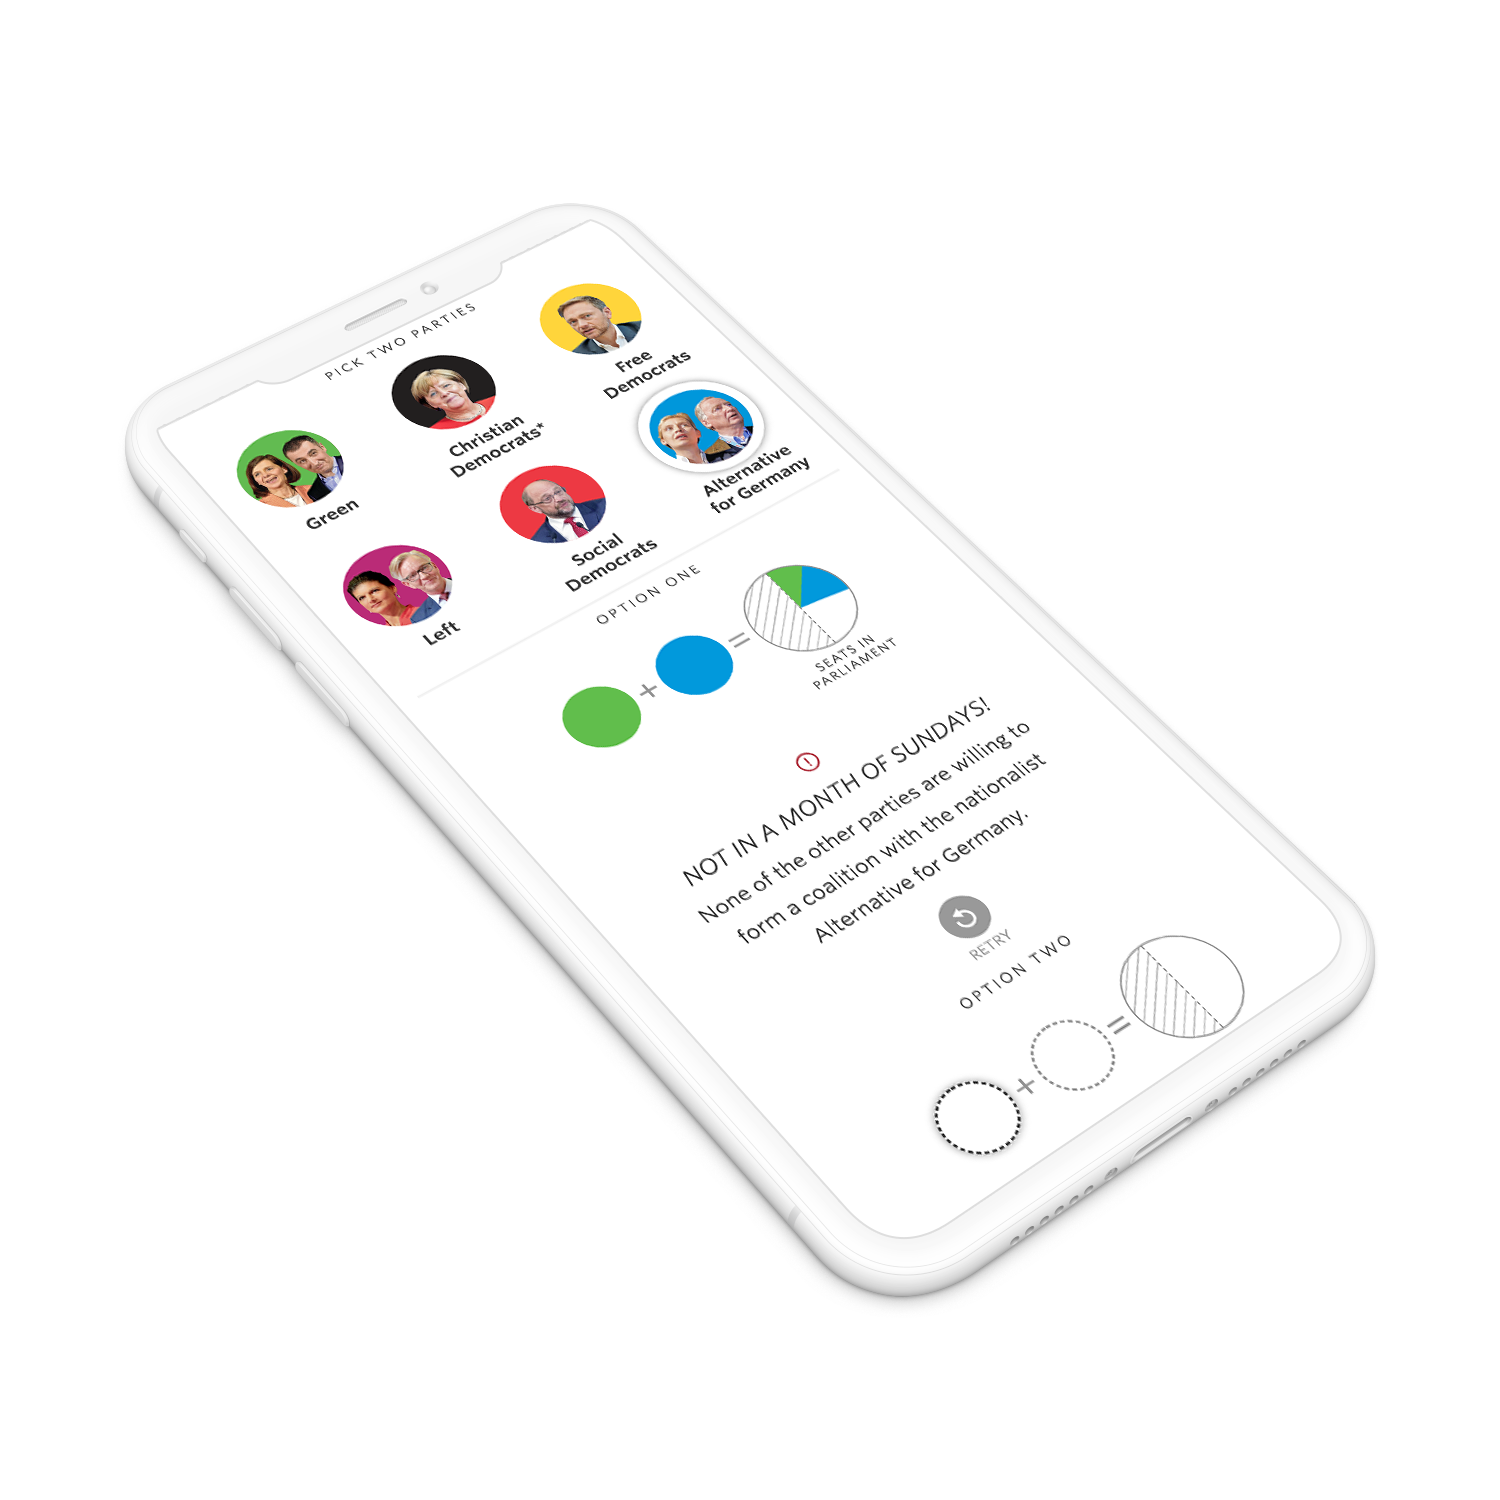 PICK TWO PARTIES
Green
Christian
Democrats*
Free
Democrats
Left
Social
Democrats
Alternative
for Germany
OPTION ONE
+
=
SEATS IN
PARLIAMENT
!
NOT IN A MONTH OF SUNDAYS!
None of the other parties are willing to
form a coalition with the nationalist
Alternative for Germany.
RETRY
OPTION TWO
+
=